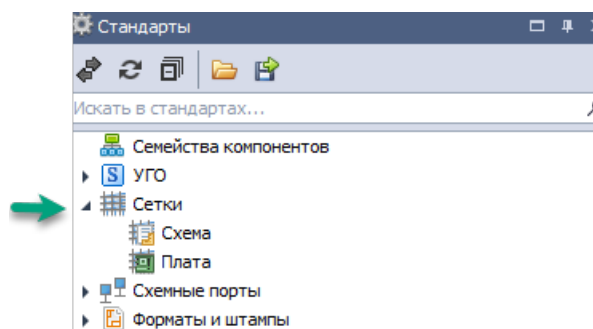 Стандарты
Искать в стандартах...
Семейства компонентов
S УГО
Сетки
Схема
Плата
Схемные порты
Форматы и штампы